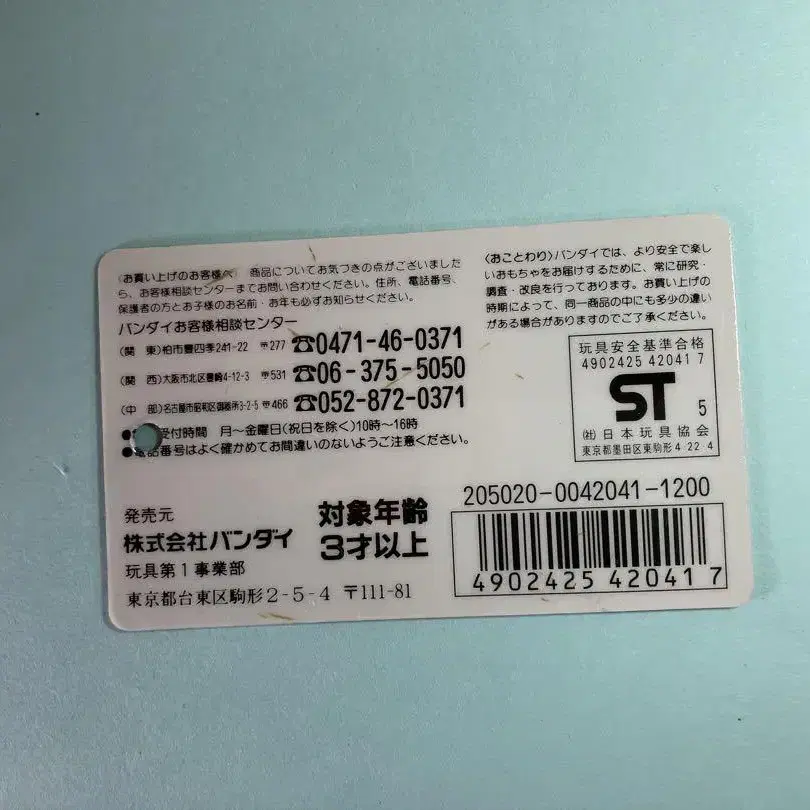 〈お買い上げのお客様へ〉 商品についてお気づきの点がございました
ら、お客様相談センターまでお問い合わせください。住所、電話番号、
保護者の方とお子様のお名前・お年も必ずお知らせください。
バンダイお客様相談センター
(関 東)柏市豊四季241-22 〒277 ☎0471-46-0371
(関 西)大阪市北区豊崎4-12-3 〒531 ☎06-375-5050
(中 部)名古屋市昭和区御器所3-2-5 〒466 ☎052-872-0371
●受付時間 月〜金曜日(祝日を除く)10時〜16時
●電話番号はよく確かめてお間違いのないようご注意ください。
〈おことわり〉バンダイでは、より安全で楽し
いおもちゃをお届けするために、常に研究・
調査・改良を行っております。お買い上げの
時期によって、同一商品の中にも多少の違い
がある場合がありますのでご了承ください。
玩具安全基準合格
4902425 42041 7
ST 5
㈳日本玩具協会
東京都墨田区東駒形4-22-4
発売元
株式会社バンダイ
玩具第1事業部
東京都台東区駒形2-5-4 〒111-81
対象年齢
3才以上
205020-0042041-1200
4902425 420417